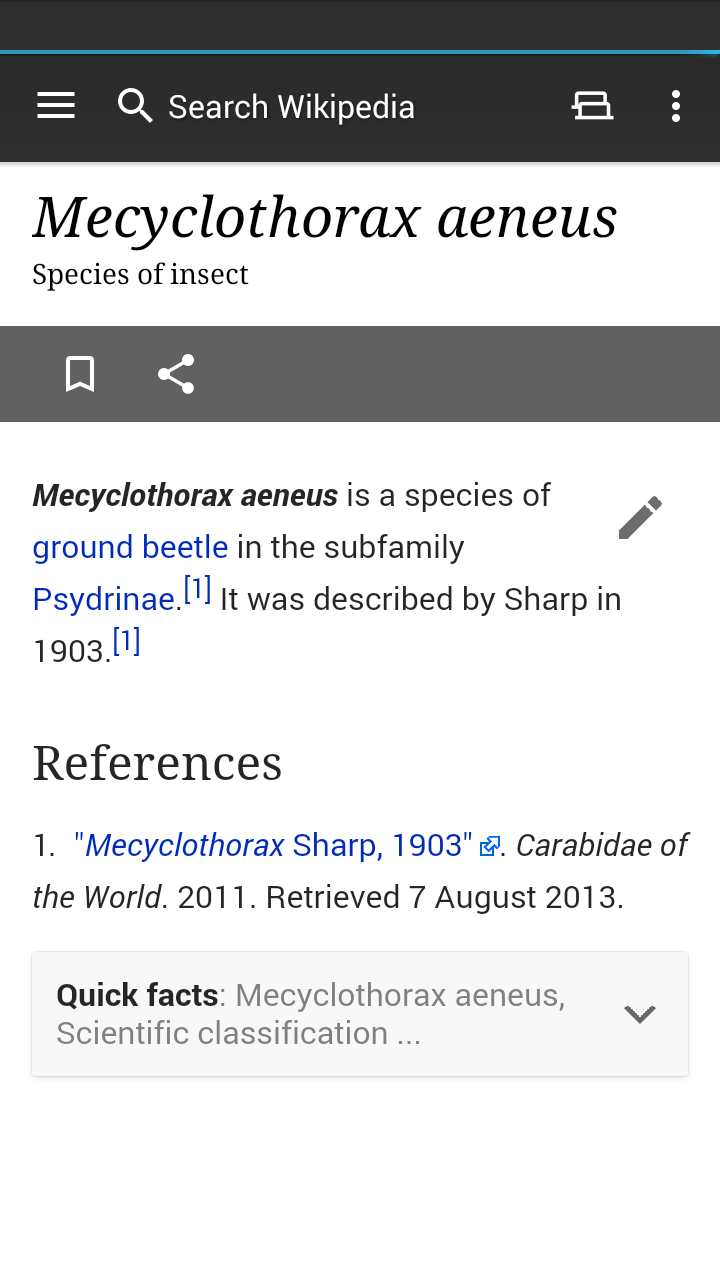 Search Wikipedia
Mecyclothorax aeneus
Species of insect
Mecyclothorax aeneus is a species of
ground beetle in the subfamily
Psydrinae.[1] It was described by Sharp in
1903.[1]
References
1. "Mecyclothorax Sharp, 1903" . Carabidae of
the World. 2011. Retrieved 7 August 2013.
Quick facts: Mecyclothorax aeneus,
Scientific classification ...